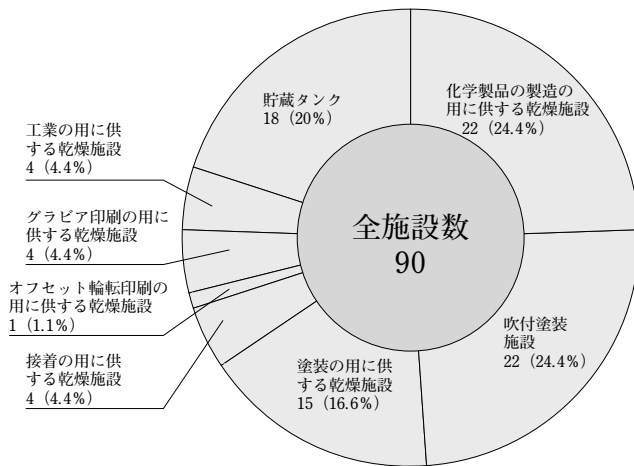 全施設数
90
化学製品の製造の
用に供する乾燥施設
22（24.4%）
吹付塗装
施設
22（24.4%）
塗装の用に供
する乾燥施設
15（16.6%）
接着の用に供
する乾燥施設
4（4.4%）
オフセット輪転印刷の
用に供する乾燥施設
1（1.1%）
グラビア印刷の用に
供する乾燥施設
4（4.4%）
工業の用に供
する乾燥施設
4（4.4%）
貯蔵タンク
18（20%）